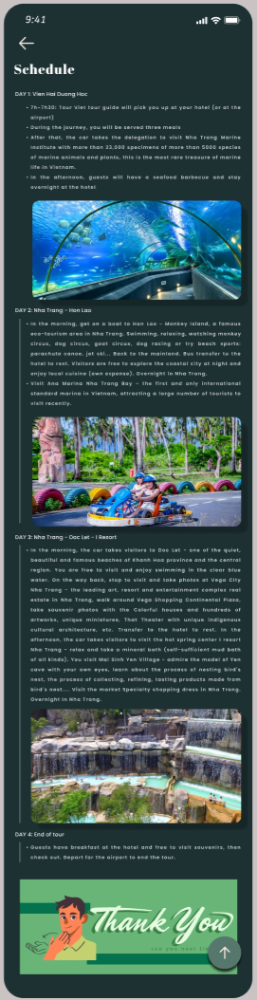 9:41
Schedule
DAY 1: Vien Hai Duong Hoc
• 7h-7h30: Tour Viet tour guide will pick you up at your hotel (or at the
airport)
• During the journey, you will be served three meals
• After that, the car takes the delegation to visit Nha Trang Marine
Institute with more than 23,000 specimens of more than 5000 species
of marine animals and plants, this is the most rare treasure of marine
life in Vietnam.
• In the afternoon, guests will have a seafood barbecue and stay
overnight at the hotel
DAY 2: Nha Trang - Hon Lao
• In the morning, get on a boat to Hon Lao - Monkey Island, a famous
eco-tourism area in Nha Trang. Swimming, relaxing, watching monkey
circus, dog circus, goat circus, dog racing or try beach sports:
parachute canoe, jet ski... Back to the mainland. Bus transfer to the
hotel to rest. Visitors are free to explore the coastal city at night and
enjoy local cuisine (own expense). Overnight in Nha Trang.
• Visit Ana Marina Nha Trang Bay - the first and only international
standard marina in Vietnam, attracting a large number of tourists to
visit recently.
DAY 3: Nha Trang - Doc Let - I Resort
• In the morning, the car takes visitors to Doc Let - one of the quiet,
beautiful and famous beaches of Khanh Hoa province and the central
region. You are free to visit and enjoy swimming in the clear blue
water. On the way back, stop to visit and take photos at Vega City
Nha Trang - the leading art, resort and entertainment complex real
estate in Nha Trang, walk around Vega Shopping Continental Plaza,
take souvenir photos with the Colorful houses and hundreds of
artworks, unique miniatures, That Theater with unique indigenous
cultural architecture, etc. Transfer to the hotel to rest. In the
afternoon, the car takes visitors to visit the hot spring center I resort
Nha Trang - relax and take a mineral bath (self-sufficient mud bath
of all kinds). You visit Mai Sinh Yen Village - admire the model of Yen
cave with your own eyes, learn about the process of nesting bird's
nest, the process of collecting, refining, tasting products made from
bird's nest.... Visit the market Specialty shopping dress in Nha Trang.
Overnight in Nha Trang.
DAY 4: End of tour
• Guests have breakfast at the hotel and free to visit souvenirs, then
check out. Depart for the airport to end the tour.
Thank You
see you next